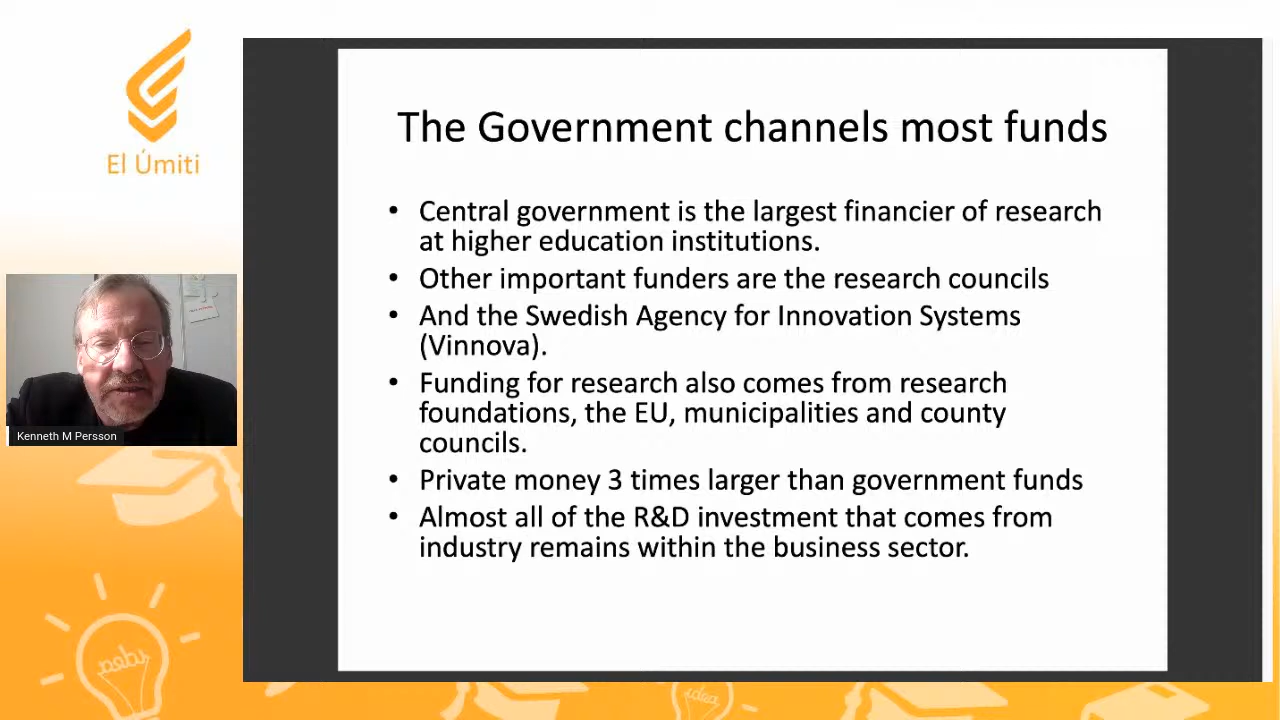 El Úmiti
The Government channels most funds
• Central government is the largest financier of research
at higher education institutions.
• Other important funders are the research councils
• And the Swedish Agency for Innovation Systems
(Vinnova).
• Funding for research also comes from research
foundations, the EU, municipalities and county
councils.
• Private money 3 times larger than government funds
• Almost all of the R&D investment that comes from
industry remains within the business sector.
Kenneth M Persson
idea
idea